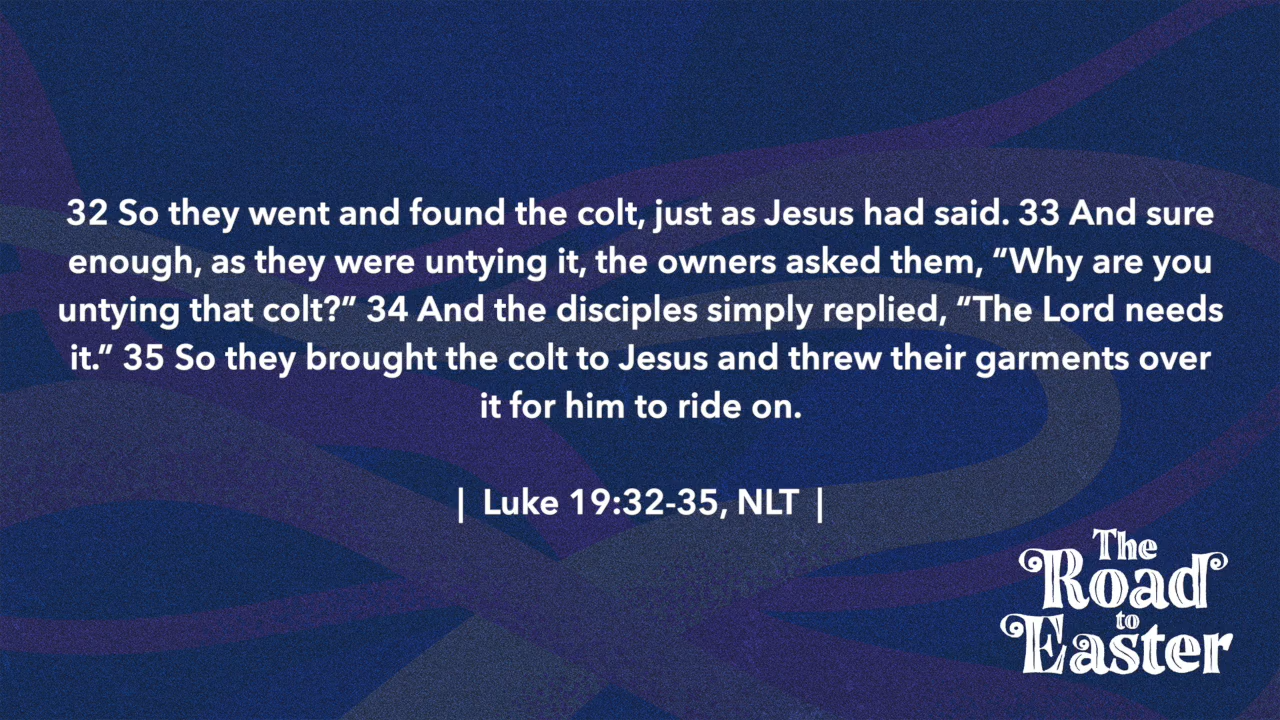 32 So they went and found the colt, just as Jesus had said. 33 And sure
enough, as they were untying it, the owners asked them, “Why are you
untying that colt?” 34 And the disciples simply replied, “The Lord needs
it.” 35 So they brought the colt to Jesus and threw their garments over
it for him to ride on.
| Luke 19:32-35, NLT |
The
Road
to
Easter